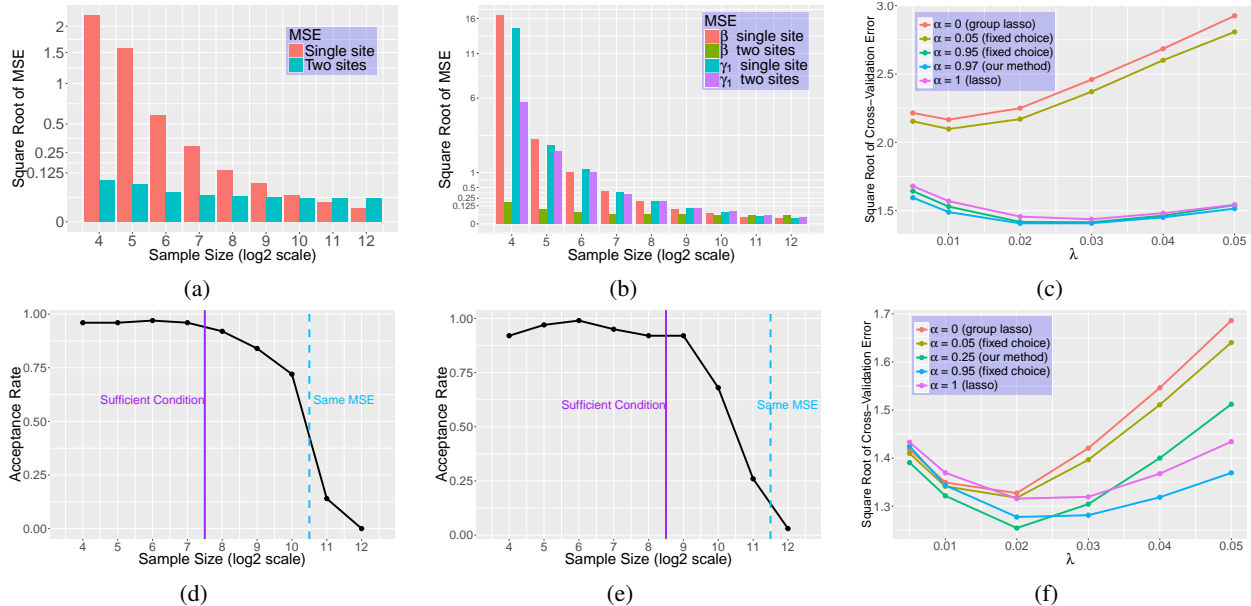 Square Root of MSE
2
1.5
1
0.5
0.25
0.125
0
MSE
Single site
Two sites
4 5 6 7 8 9 10 11 12
Sample Size (log2 scale)
(a)
Square Root of MSE
16
11
6
1
0.5
0.25
0.125
0
MSE
β single site
β two sites
γ1 single site
γ1 two sites
4 5 6 7 8 9 10 11 12
Sample Size (log2 scale)
(b)
Square Root of Cross−Validation Error
3.0
2.5
2.0
1.5
α = 0 (group lasso)
α = 0.05 (fixed choice)
α = 0.95 (fixed choice)
α = 0.97 (our method)
α = 1 (lasso)
0.01 0.02 0.03 0.04 0.05
λ
(c)
Acceptance Rate
1.00
0.75
0.50
0.25
0.00
Sufficient Condition
Same MSE
4 5 6 7 8 9 10 11 12
Sample Size (log2 scale)
(d)
Acceptance Rate
1.00
0.75
0.50
0.25
0.00
Sufficient Condition
Same MSE
4 5 6 7 8 9 10 11 12
Sample Size (log2 scale)
(e)
Square Root of Cross−Validation Error
1.7
1.6
1.5
1.4
1.3
α = 0 (group lasso)
α = 0.05 (fixed choice)
α = 0.25 (our method)
α = 0.95 (fixed choice)
α = 1 (lasso)
0.01 0.02 0.03 0.04 0.05
λ
(f)